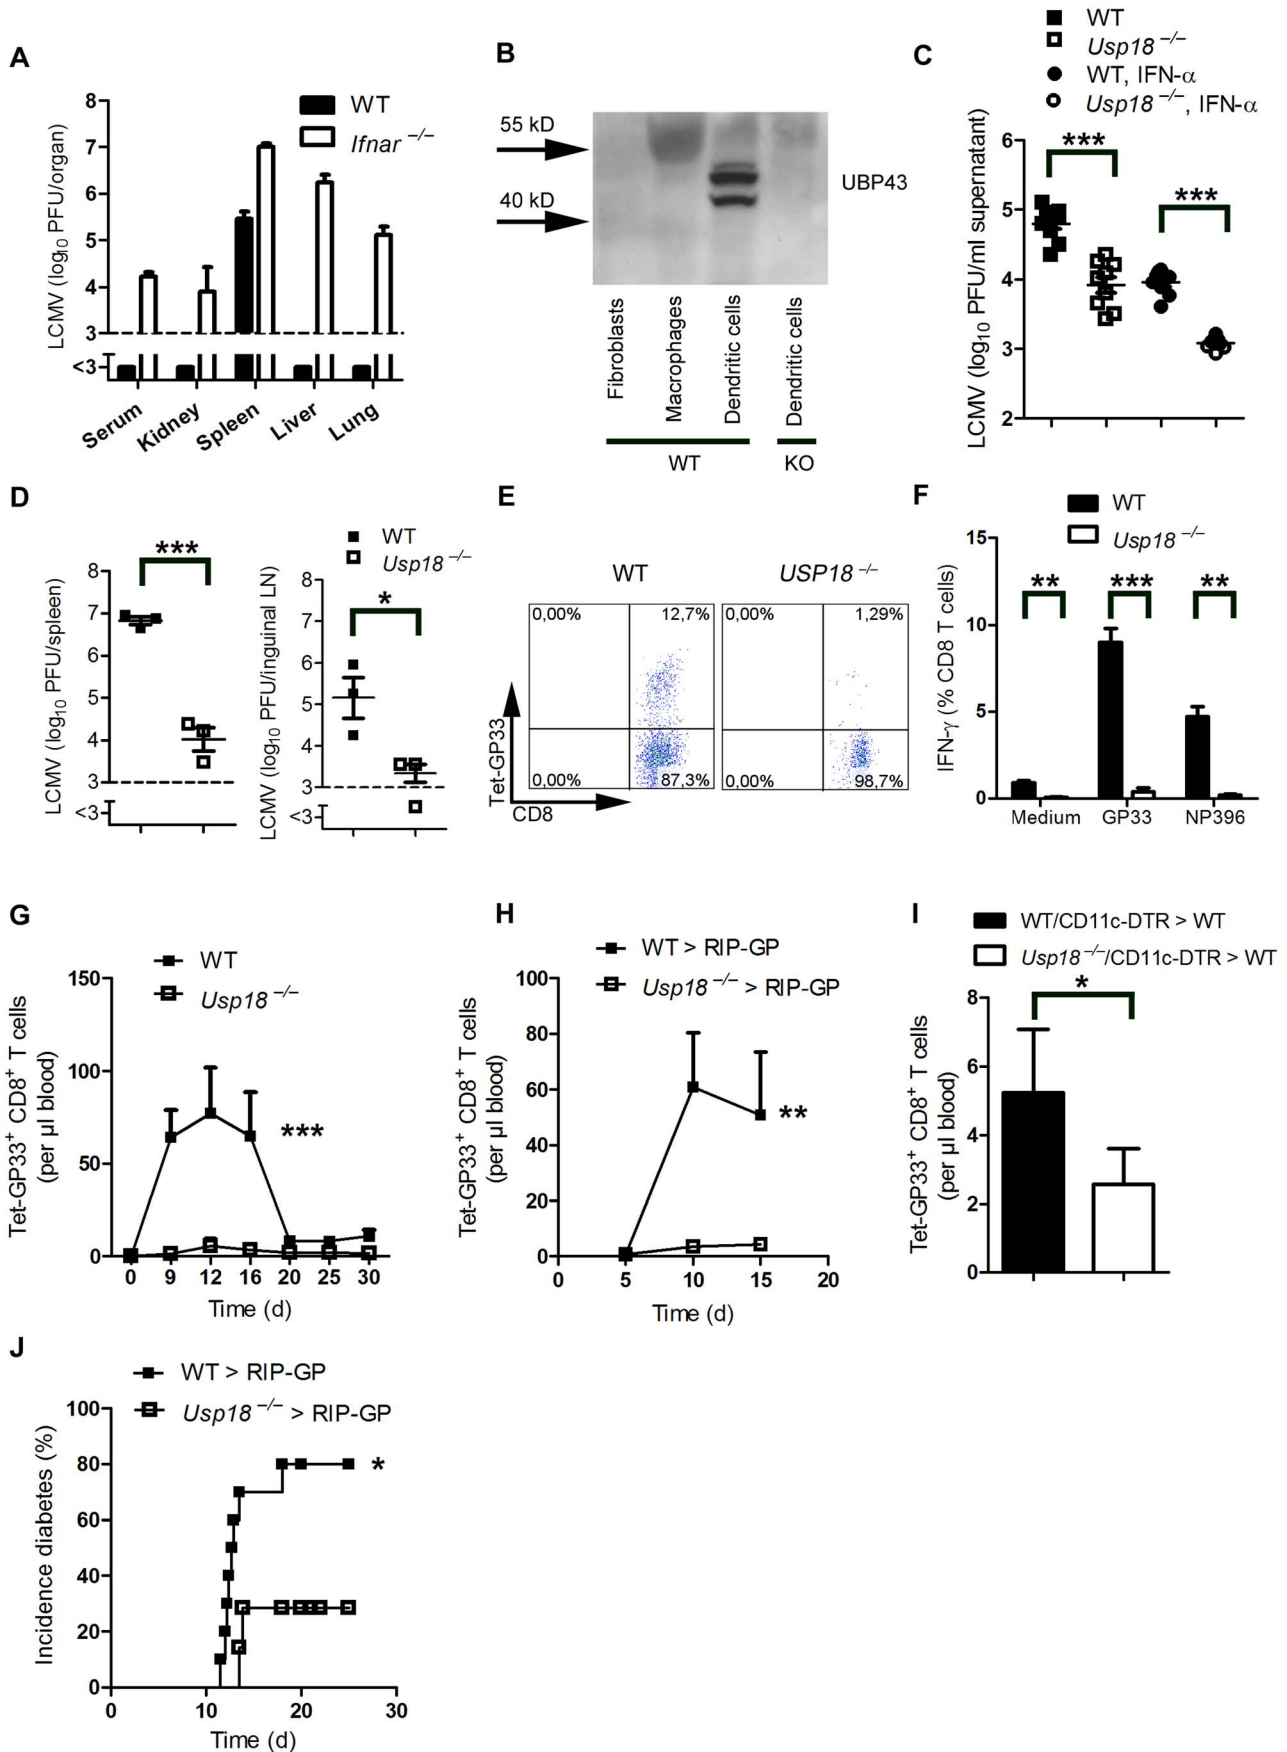 A
WT
Ifnar −/−
LCMV (log10 PFU/organ)
8
7
6
5
4
3
<3
Serum
Kidney
Spleen
Liver
Lung
B
55 kD
40 kD
UBP43
Fibroblasts
Macrophages
Dendritic cells
Dendritic cells
WT
KO
C
WT
Usp18 −/−
WT, IFN-α
Usp18 −/−, IFN-α
LCMV (log10 PFU/ml supernatant)
6
5
4
3
2
***
***
D
LCMV (log10 PFU/spleen)
8
7
6
5
4
3
<3
***
WT
Usp18 −/−
LCMV (log10 PFU/inguinal LN)
8
7
6
5
4
3
<3
*
E
WT
USP18 −/−
0,00%
12,7%
0,00%
1,29%
0,00%
87,3%
0,00%
98,7%
Tet-GP33
CD8
F
WT
Usp18 −/−
IFN-γ (% CD8 T cells)
15
10
5
0
**
***
**
Medium
GP33
NP396
G
WT
Usp18 −/−
Tet-GP33+ CD8+ T cells
(per µl blood)
150
100
50
0
***
0 9 12 16 20 25 30
Time (d)
H
WT > RIP-GP
Usp18 −/− > RIP-GP
Tet-GP33+ CD8+ T cells
(per µl blood)
100
80
60
40
20
0
**
0 5 10 15 20
Time (d)
I
WT/CD11c-DTR > WT
Usp18 −/−/CD11c-DTR > WT
Tet-GP33+ CD8+ T cells
(per µl blood)
8
6
4
2
0
*
J
WT > RIP-GP
Usp18 −/− > RIP-GP
Incidence diabetes (%)
100
80
60
40
20
0
*
0 10 20 30
Time (d)